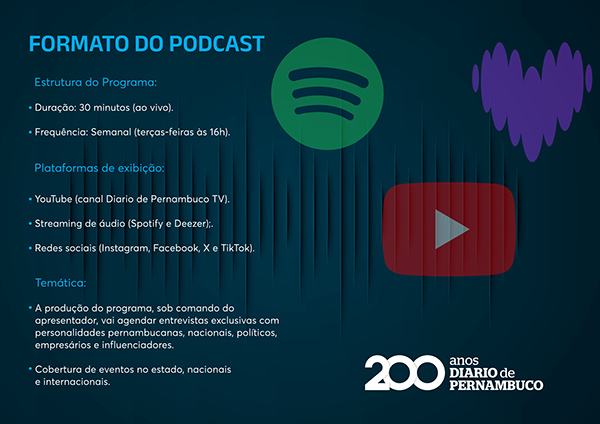 FORMATO DO PODCAST
Estrutura do Programa:
• Duração: 30 minutos (ao vivo).
• Frequência: Semanal (terças-feiras às 16h).
Plataformas de exibição:
• YouTube (canal Diario de Pernambuco TV).
• Streaming de áudio (Spotify e Deezer);.
• Redes sociais (Instagram, Facebook, X e TikTok).
Temática:
• A produção do programa, sob comando do
apresentador, vai agendar entrevistas exclusivas com
personalidades pernambucanas, nacionais, políticos,
empresários e influenciadores.
• Cobertura de eventos no estado, nacionais
e internacionais.
200 anos
DIARIO de
PERNAMBUCO